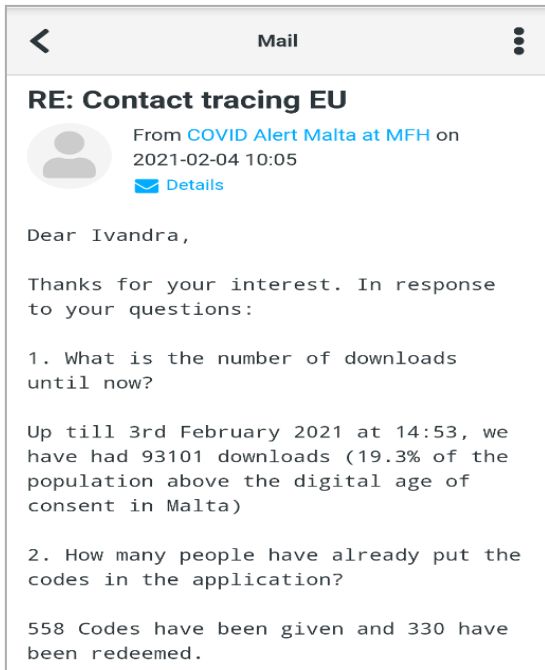 Mail
RE: Contact tracing EU
From COVID Alert Malta at MFH on
2021-02-04 10:05
Details
Dear Ivandra,
Thanks for your interest. In response
to your questions:
1. What is the number of downloads
until now?
Up till 3rd February 2021 at 14:53, we
have had 93101 downloads (19.3% of the
population above the digital age of
consent in Malta)
2. How many people have already put the
codes in the application?
558 Codes have been given and 330 have
been redeemed.